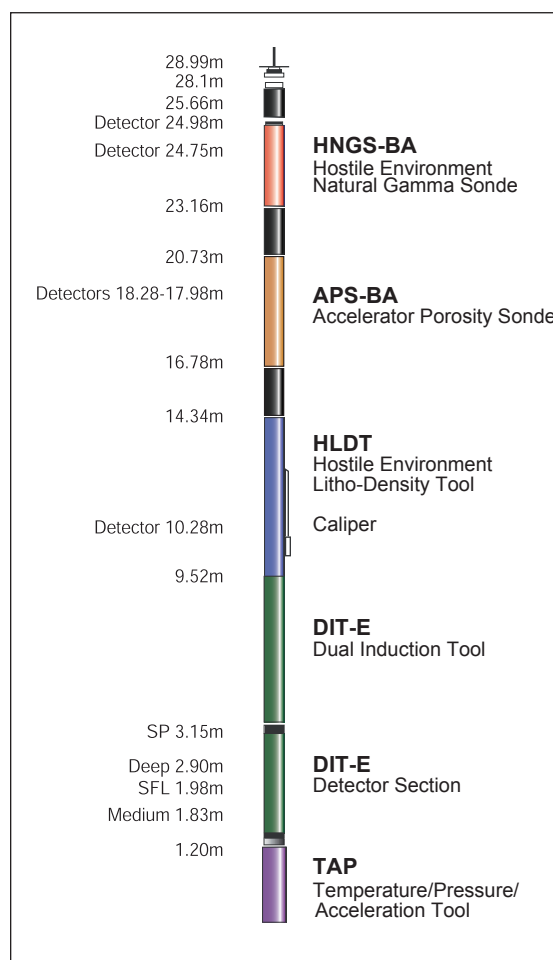 28.99m
28.1m
25.66m
Detector 24.98m
Detector 24.75m
HNGS-BA
Hostile Environment
Natural Gamma Sonde
23.16m
20.73m
Detectors 18.28-17.98m
APS-BA
Accelerator Porosity Sonde
16.78m
14.34m
HLDT
Hostile Environment
Litho-Density Tool
Detector 10.28m
Caliper
9.52m
DIT-E
Dual Induction Tool
SP 3.15m
Deep 2.90m
SFL 1.98m
Medium 1.83m
DIT-E
Detector Section
1.20m
TAP
Temperature/Pressure/
Acceleration Tool